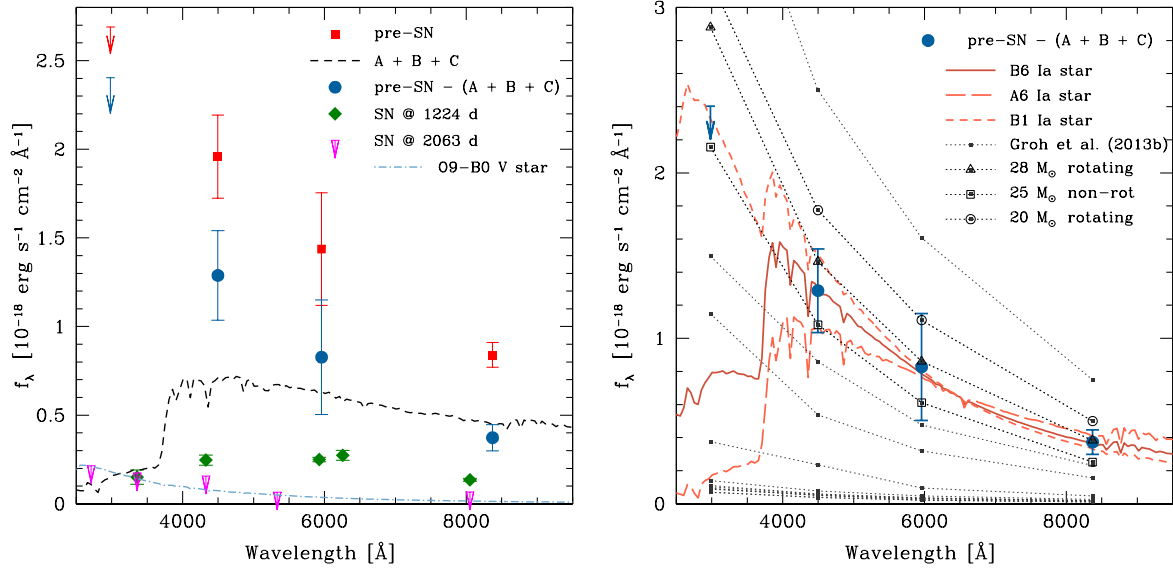 2.5
2
1.5
1
0.5
0
4000
6000
8000
Wavelength [Å]
f_λ [10⁻¹⁸ erg s⁻¹ cm⁻² Å⁻¹]
pre-SN
A + B + C
pre-SN - (A + B + C)
SN @ 1224 d
SN @ 2063 d
O9-B0 V star
3
2
1
0
4000
6000
8000
Wavelength [Å]
f_λ [10⁻¹⁸ erg s⁻¹ cm⁻² Å⁻¹]
pre-SN - (A + B + C)
B6 Ia star
A6 Ia star
B1 Ia star
Groh et al. (2013b)
28 M_⊙ rotating
25 M_⊙ non-rot
20 M_⊙ rotating